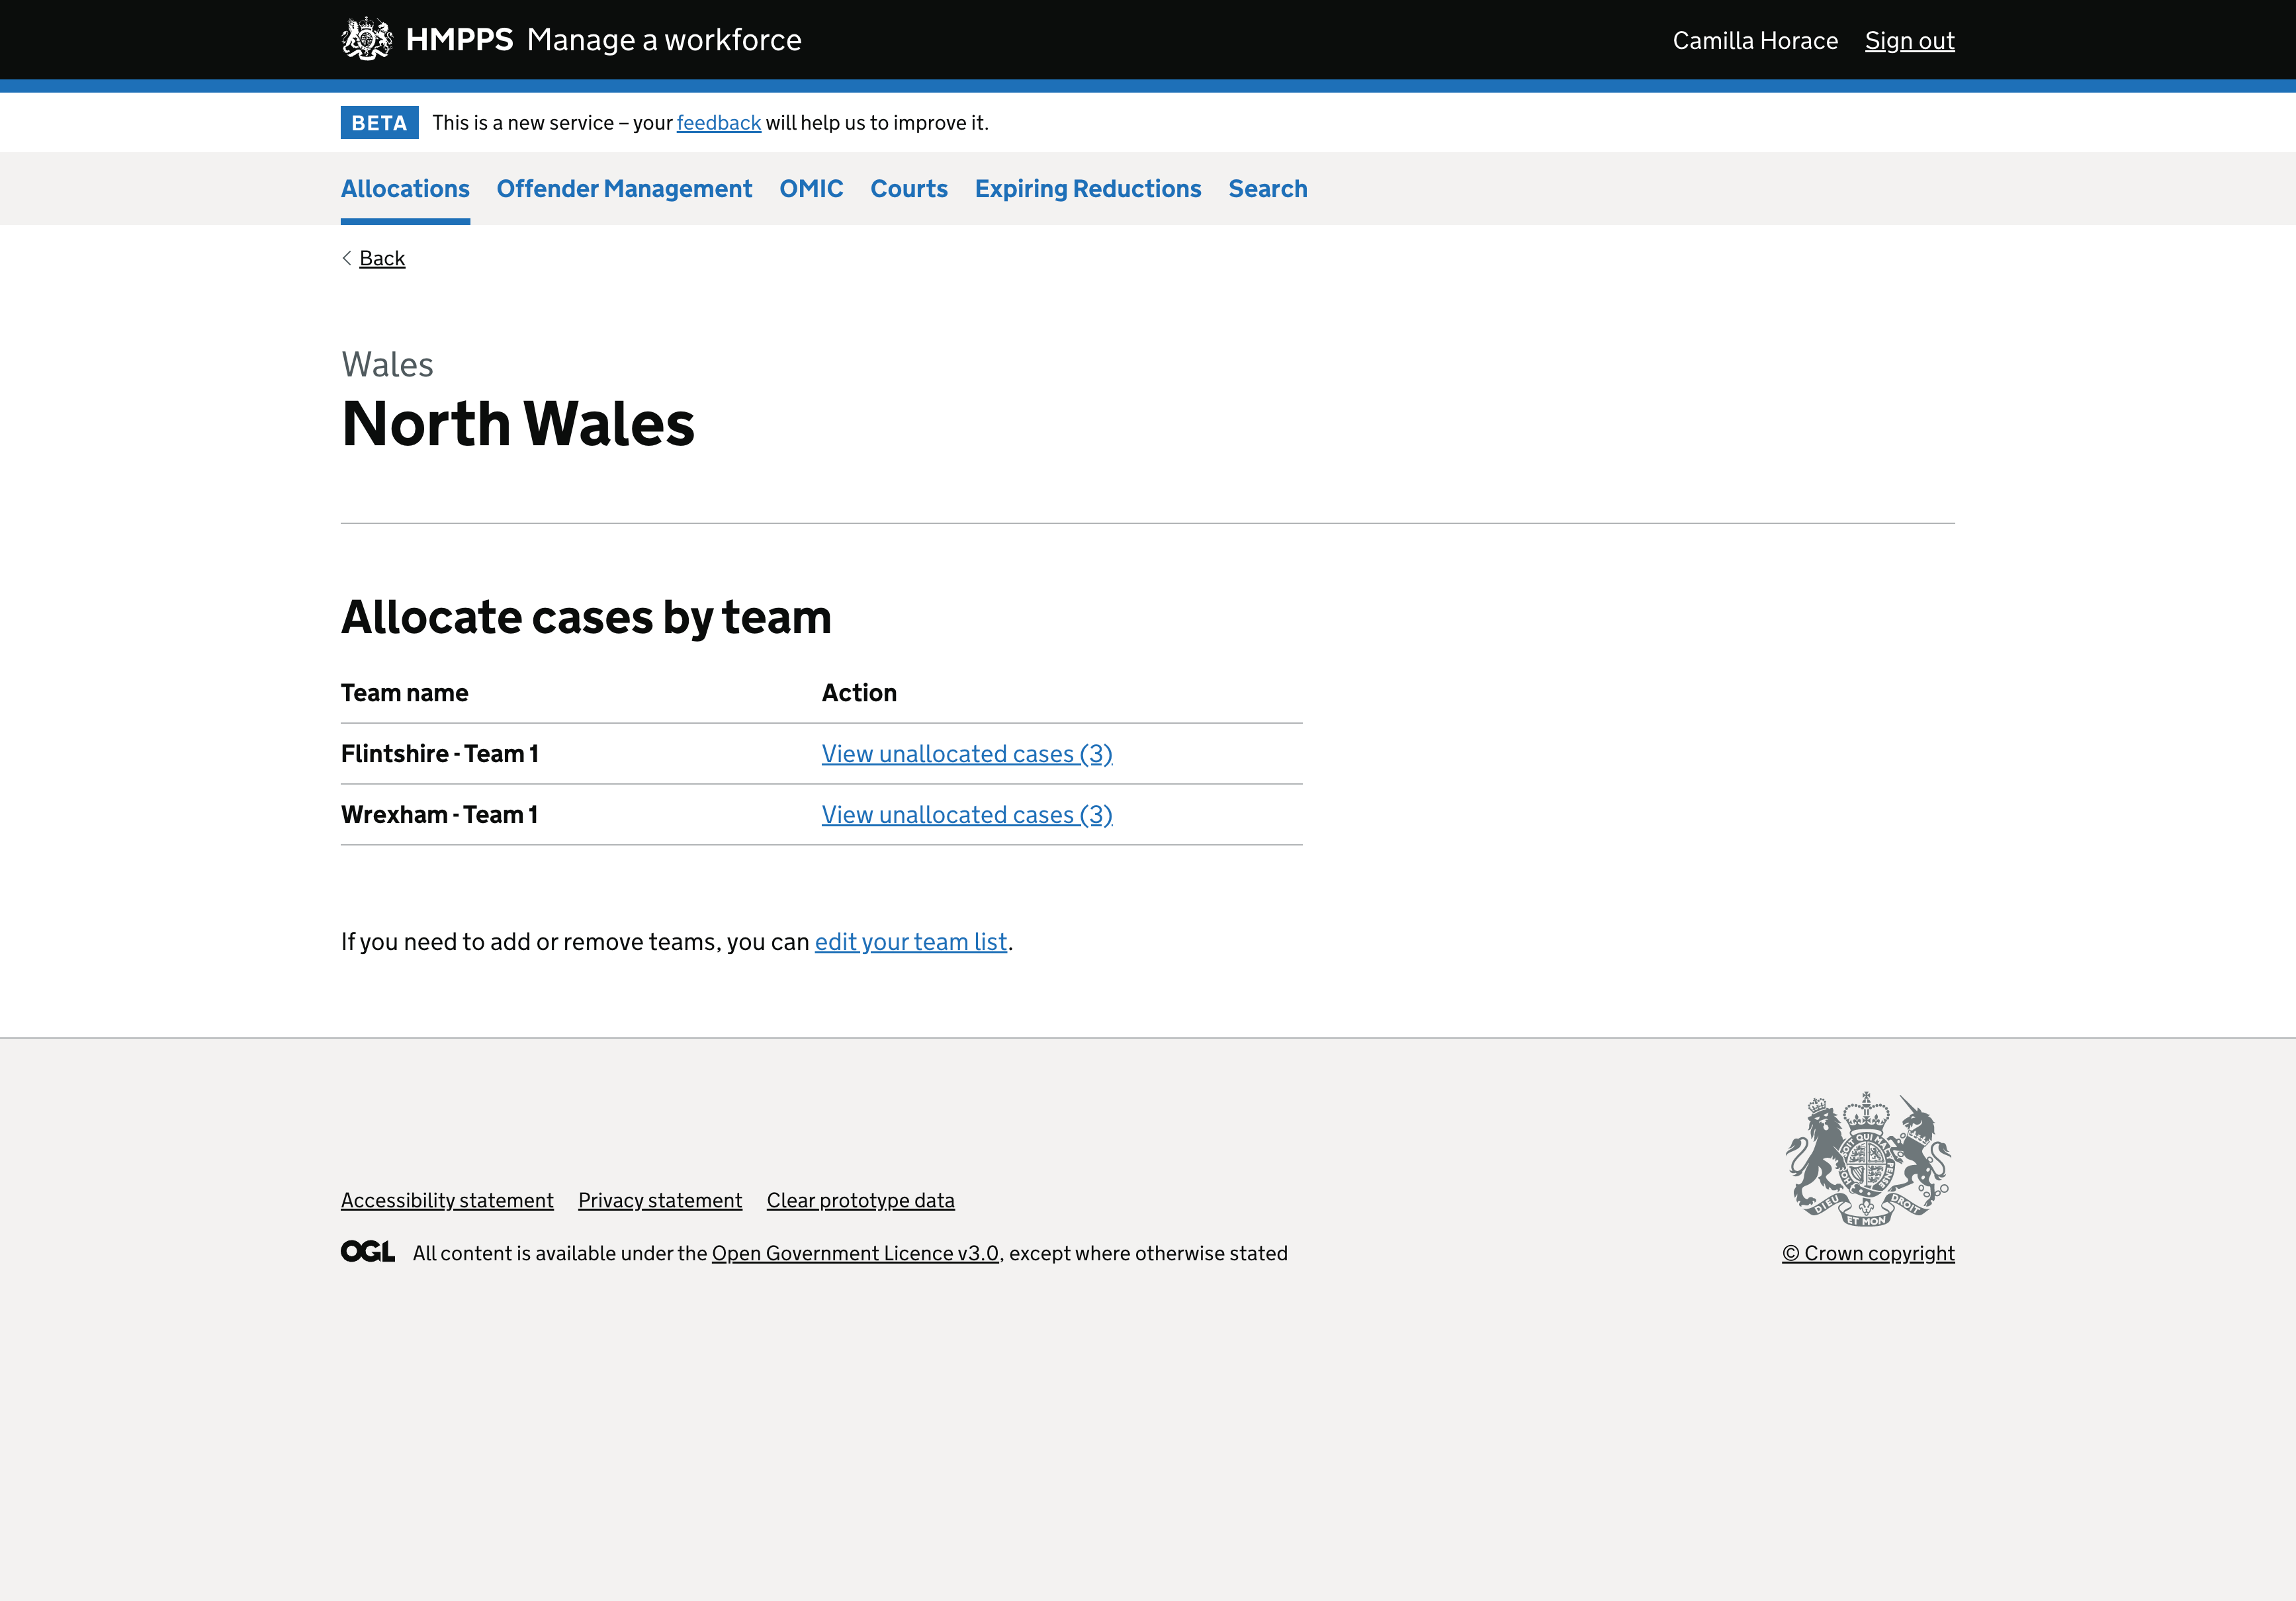 HMPPS Manage a workforce
Camilla Horace Sign out
BETA This is a new service – your feedback will help us to improve it.
Allocations Offender Management OMIC Courts Expiring Reductions Search
Back
Wales
North Wales
Allocate cases by team
Team name Action
Flintshire - Team 1 View unallocated cases (3)
Wrexham - Team 1 View unallocated cases (3)
If you need to add or remove teams, you can edit your team list.
DIEU ET MON DROIT
Accessibility statement Privacy statement Clear prototype data
OGL All content is available under the Open Government Licence v3.0, except where otherwise stated
© Crown copyright